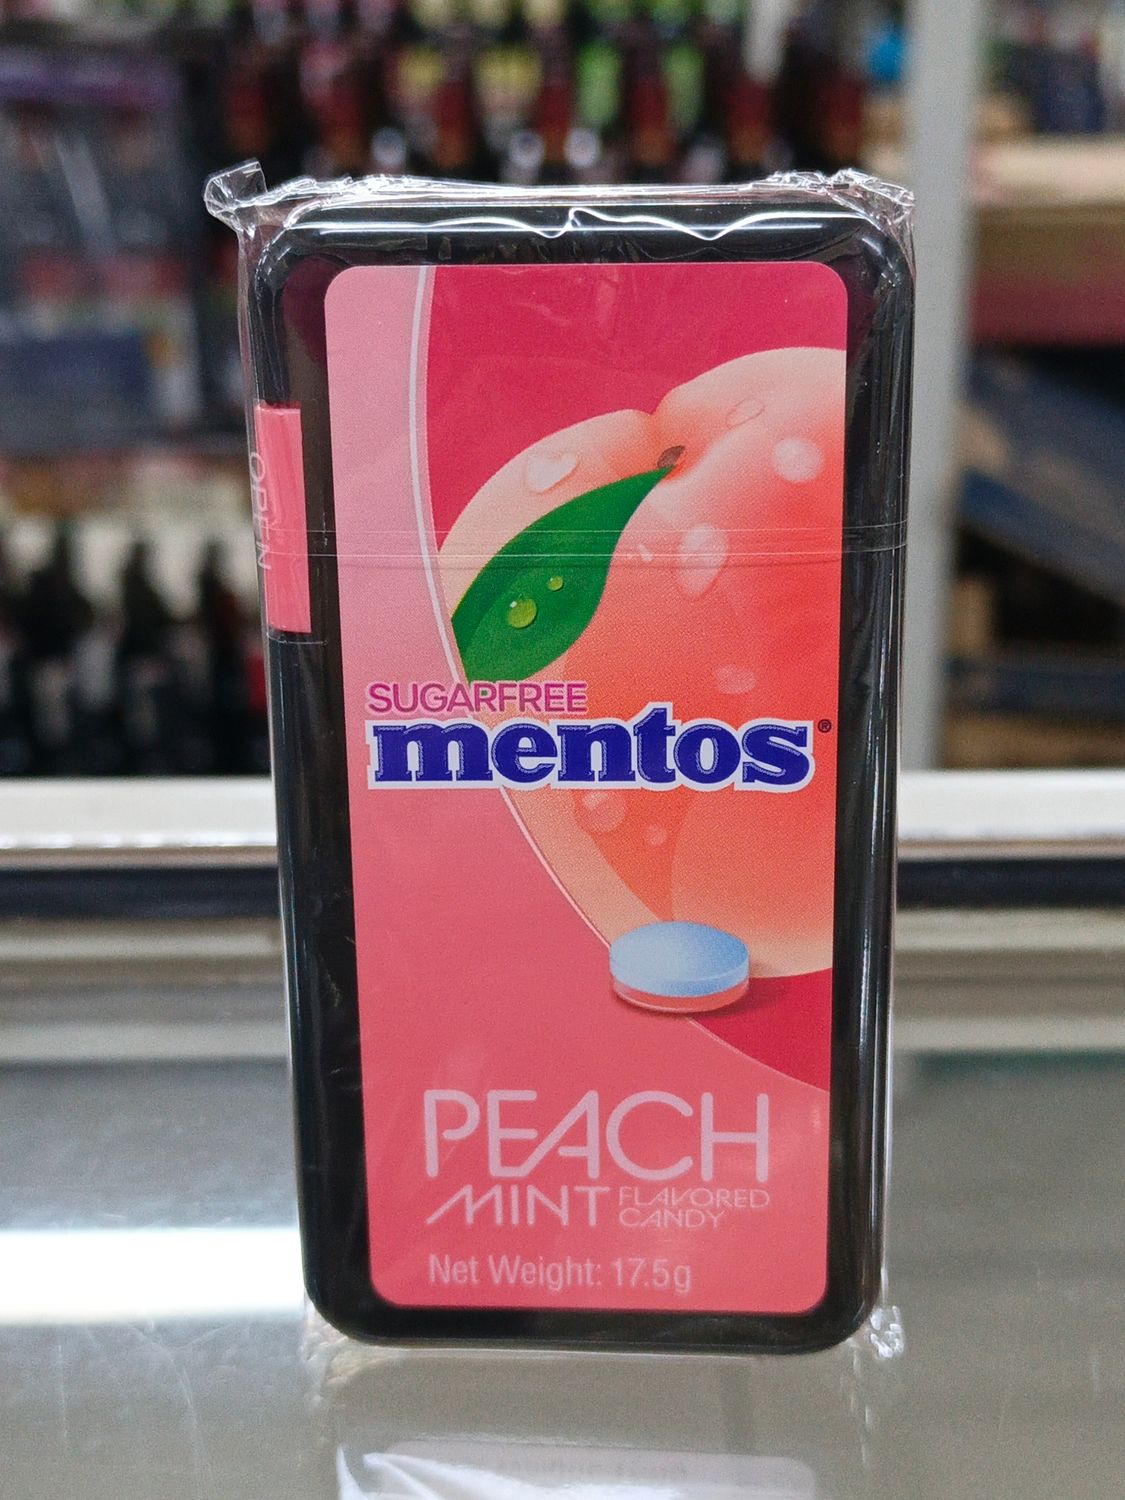 OPEN
SUGARFREE
mentos®
PEACH
MINT FLAVORED
CANDY
Net Weight: 17.5g